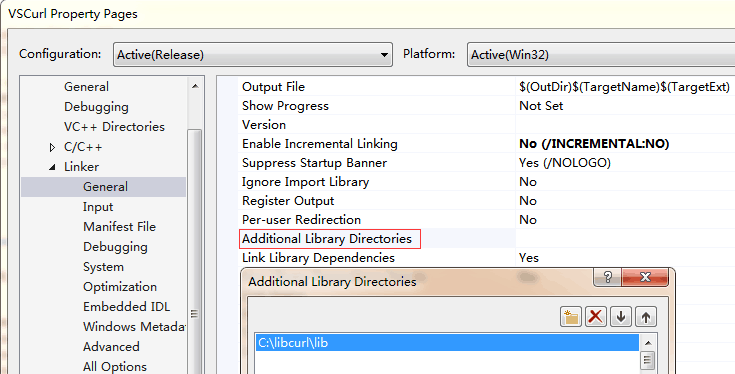 VSCurl Property Pages
Configuration: Active(Release) Platform: Active(Win32)
General
Debugging
VC++ Directories
C/C++
Linker
General
Input
Manifest File
Debugging
System
Optimization
Embedded IDL
Windows Metada
Advanced
All Options
Output File $(OutDir)$(TargetName)$(TargetExt)
Show Progress Not Set
Version
Enable Incremental Linking No (/INCREMENTAL:NO)
Suppress Startup Banner Yes (/NOLOGO)
Ignore Import Library No
Register Output No
Per-user Redirection No
Additional Library Directories
Link Library Dependencies Yes
Additional Library Directories
C:\libcurl\lib